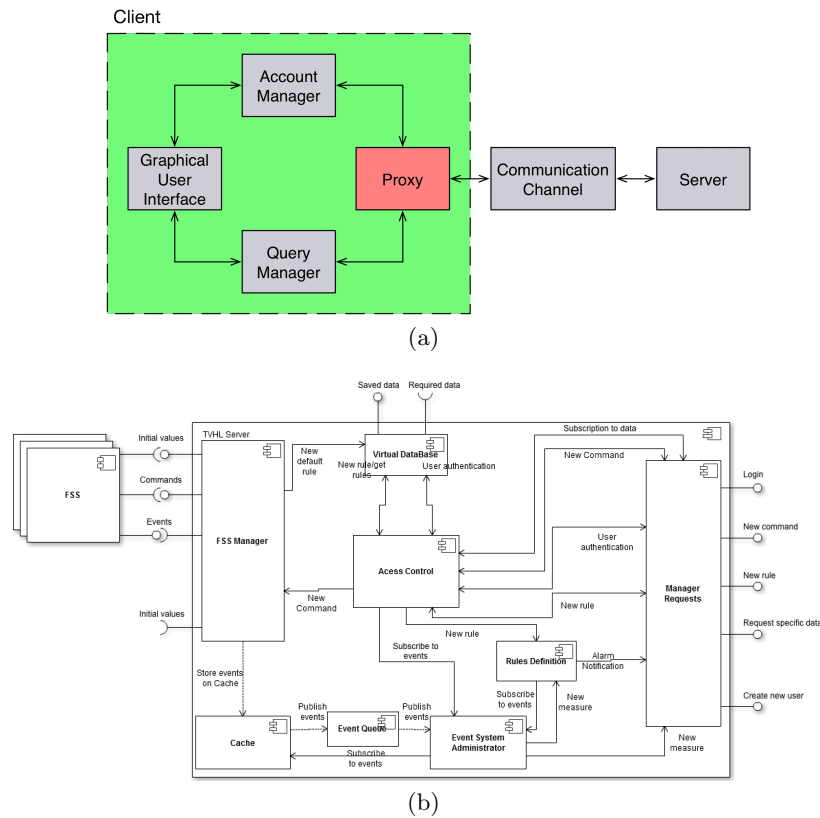 Client
Account
Manager
Graphical
User
Interface
Proxy
Communication
Channel
Server
Query
Manager
(a)
Saved data
Required data
Initial values
TVHL Server
Subscription to data
New
default
rule
Virtual DataBase
New rule/get
rules
User authentication
New Command
Login
Commands
FSS
Events
FSS Manager
User
authentication
New command
Acess Control
Manager
Requests
New rule
New
Command
New rule
Initial values
New rule
Request specific data
Subscribe to
events
Rules Definition
Alarm
Notification
Store events
on Cache
Subscribe
to events
New
measure
Create new user
Publish
events
Publish
events
Event Queue
Cache
Event System
Administrator
Subscribe
to events
New
measure
(b)